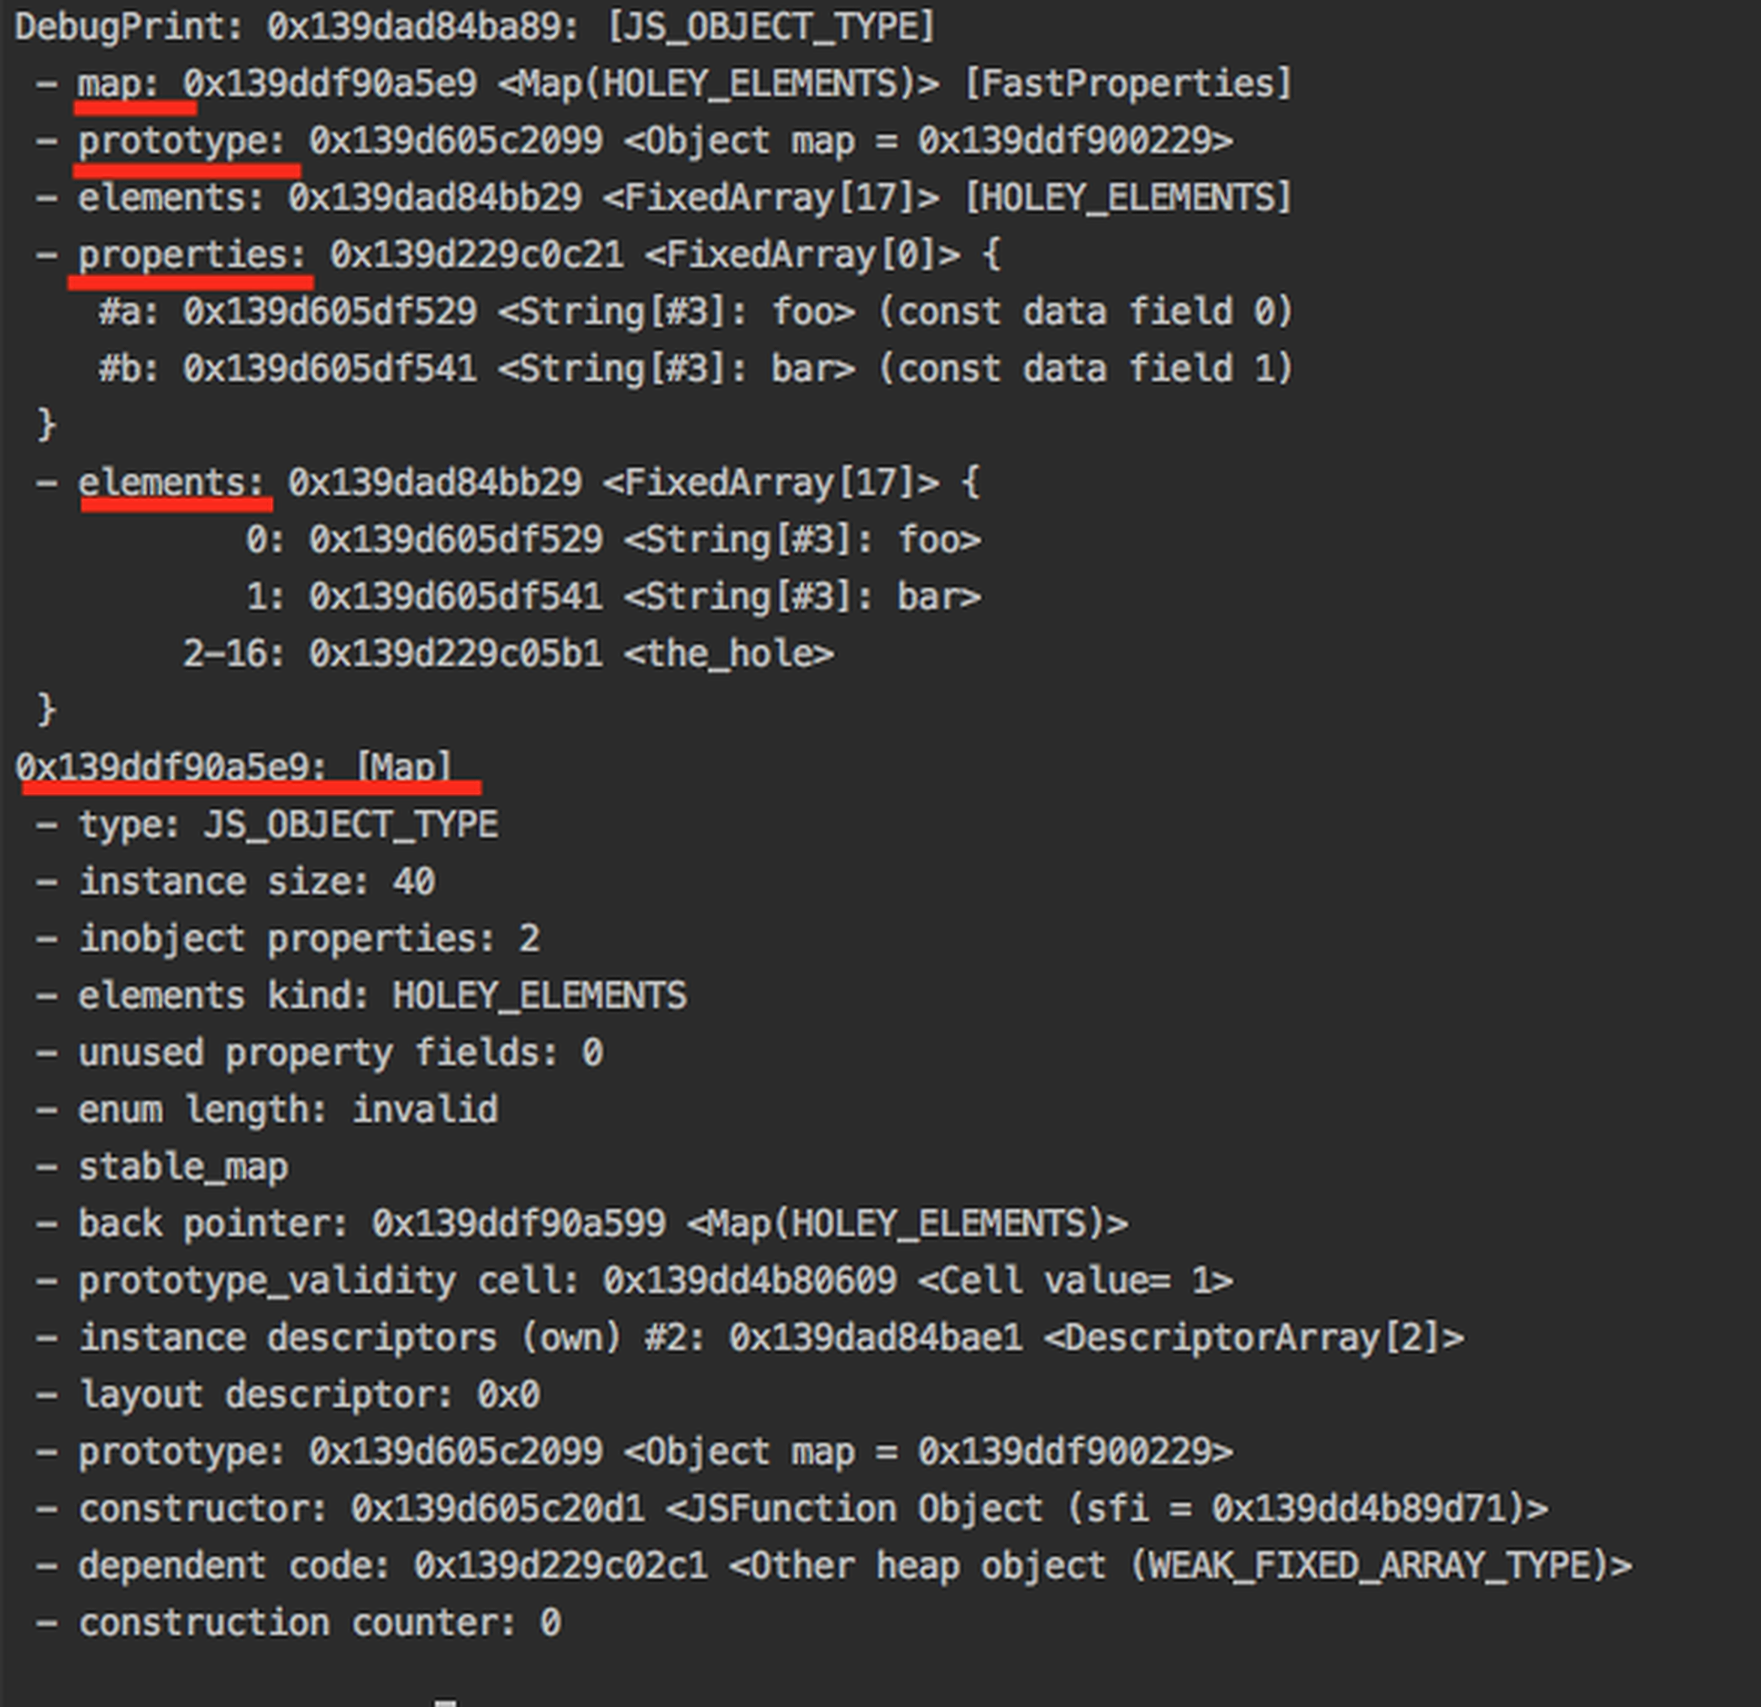 DebugPrint: 0x139dad84ba89: [JS_OBJECT_TYPE]
- map: 0x139ddf90a5e9 <Map(HOLEY_ELEMENTS)> [FastProperties]
- prototype: 0x139d605c2099 <Object map = 0x139ddf900229>
- elements: 0x139dad84bb29 <FixedArray[17]> [HOLEY_ELEMENTS]
- properties: 0x139d229c0c21 <FixedArray[0]> {
#a: 0x139d605df529 <String[#3]: foo> (const data field 0)
#b: 0x139d605df541 <String[#3]: bar> (const data field 1)
}
- elements: 0x139dad84bb29 <FixedArray[17]> {
0: 0x139d605df529 <String[#3]: foo>
1: 0x139d605df541 <String[#3]: bar>
2-16: 0x139d229c05b1 <the_hole>
}
0x139ddf90a5e9: [Map]
- type: JS_OBJECT_TYPE
- instance size: 40
- inobject properties: 2
- elements kind: HOLEY_ELEMENTS
- unused property fields: 0
- enum length: invalid
- stable_map
- back pointer: 0x139ddf90a599 <Map(HOLEY_ELEMENTS)>
- prototype_validity cell: 0x139dd4b80609 <Cell value= 1>
- instance descriptors (own) #2: 0x139dad84bae1 <DescriptorArray[2]>
- layout descriptor: 0x0
- prototype: 0x139d605c2099 <Object map = 0x139ddf900229>
- constructor: 0x139d605c20d1 <JSFunction Object (sfi = 0x139dd4b89d71)>
- dependent code: 0x139d229c02c1 <Other heap object (WEAK_FIXED_ARRAY_TYPE)>
- construction counter: 0